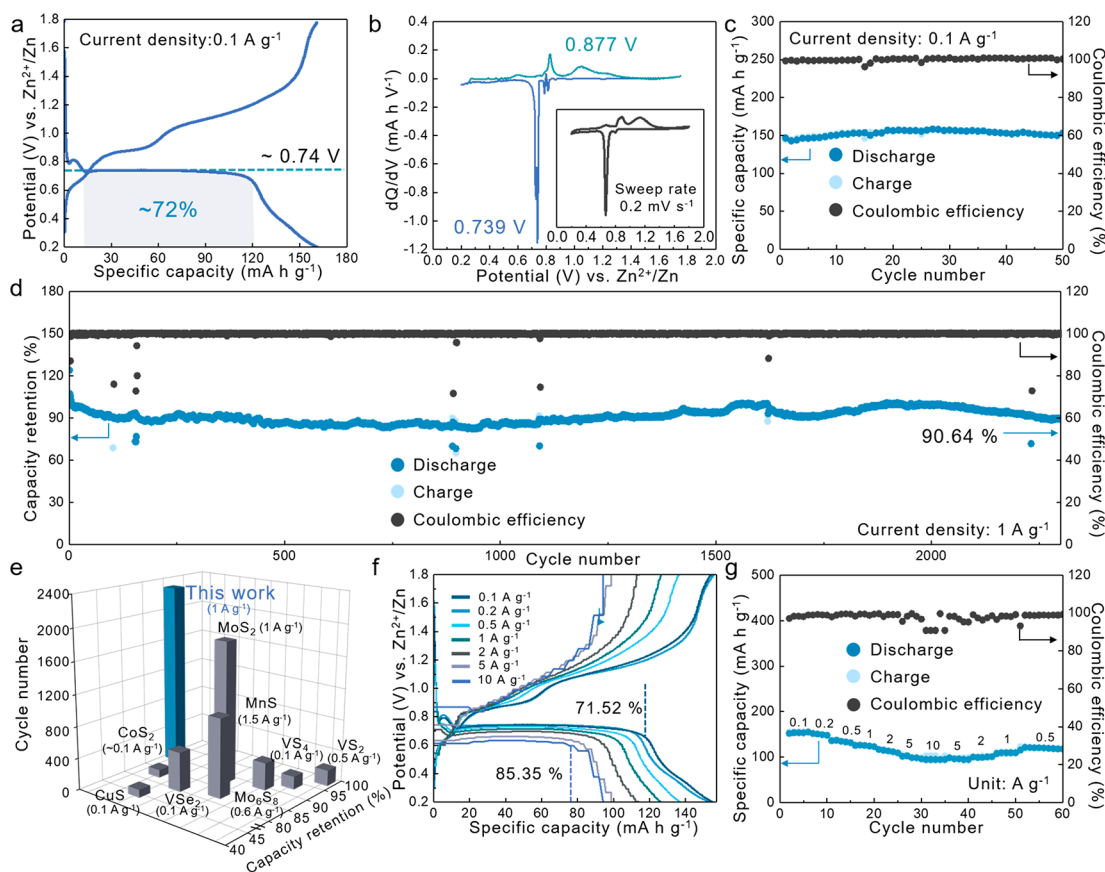 a
Current density:0.1 A g⁻¹
~ 0.74 V
~72%
1.8
1.6
1.4
1.2
1.0
0.8
0.6
0.4
0.2
Potential (V) vs. Zn²⁺/Zn
0 30 60 90 120 150 180
Specific capacity (mA h g⁻¹)
b
0.877 V
0.739 V
0.4
0.2
0.0
-0.2
-0.4
-0.6
-0.8
-1.0
-1.2
dQ/dV (mA h V⁻¹)
Sweep rate
0.2 mV s⁻¹
0.0 0.6 1.2 1.8
0.0 0.2 0.4 0.6 0.8 1.0 1.2 1.4 1.6 1.8 2.0
Potential (V) vs. Zn²⁺/Zn
c
Current density: 0.1 A g⁻¹
300
250
200
150
100
50
0
Specific capacity (mA h g⁻¹)
Discharge
Charge
Coulombic efficiency
120
100
80
60
40
20
0
Coulombic efficiency (%)
0 10 20 30 40 50
Cycle number
d
180
150
120
90
60
30
0
Capacity retention (%)
90.64 %
Discharge
Charge
Coulombic efficiency
Current density: 1 A g⁻¹
120
100
80
60
40
20
0
Coulombic efficiency (%)
0 500 1000 1500 2000
Cycle number
e
This work
(1 A g⁻¹)
MoS₂ (1 A g⁻¹)
MnS
(1.5 A g⁻¹)
CoS₂
(~0.1 A g⁻¹)
VS₄
(0.1 A g⁻¹)
VS₂
(0.5 A g⁻¹)
CuS
(0.1 A g⁻¹)
VSe₂
(0.1 A g⁻¹)
Mo₆S₈
(0.6 A g⁻¹)
2400
2000
1600
1200
800
400
0
Cycle number
40 45 80 85 90 95 100
Capacity retention (%)
f
0.1 A g⁻¹
0.2 A g⁻¹
0.5 A g⁻¹
1 A g⁻¹
2 A g⁻¹
5 A g⁻¹
10 A g⁻¹
71.52 %
85.35 %
1.8
1.6
1.4
1.2
1.0
0.8
0.6
0.4
0.2
Potential (V) vs. Zn²⁺/Zn
0 20 40 60 80 100 120 140
Specific capacity (mA h g⁻¹)
g
500
400
300
200
100
0
Specific capacity (mA h g⁻¹)
Discharge
Charge
Coulombic efficiency
0.1 0.2 0.5 1 2 5 10 5 2 1 0.5
Unit: A g⁻¹
120
100
80
60
40
20
0
Coulombic efficiency (%)
0 10 20 30 40 50 60
Cycle number